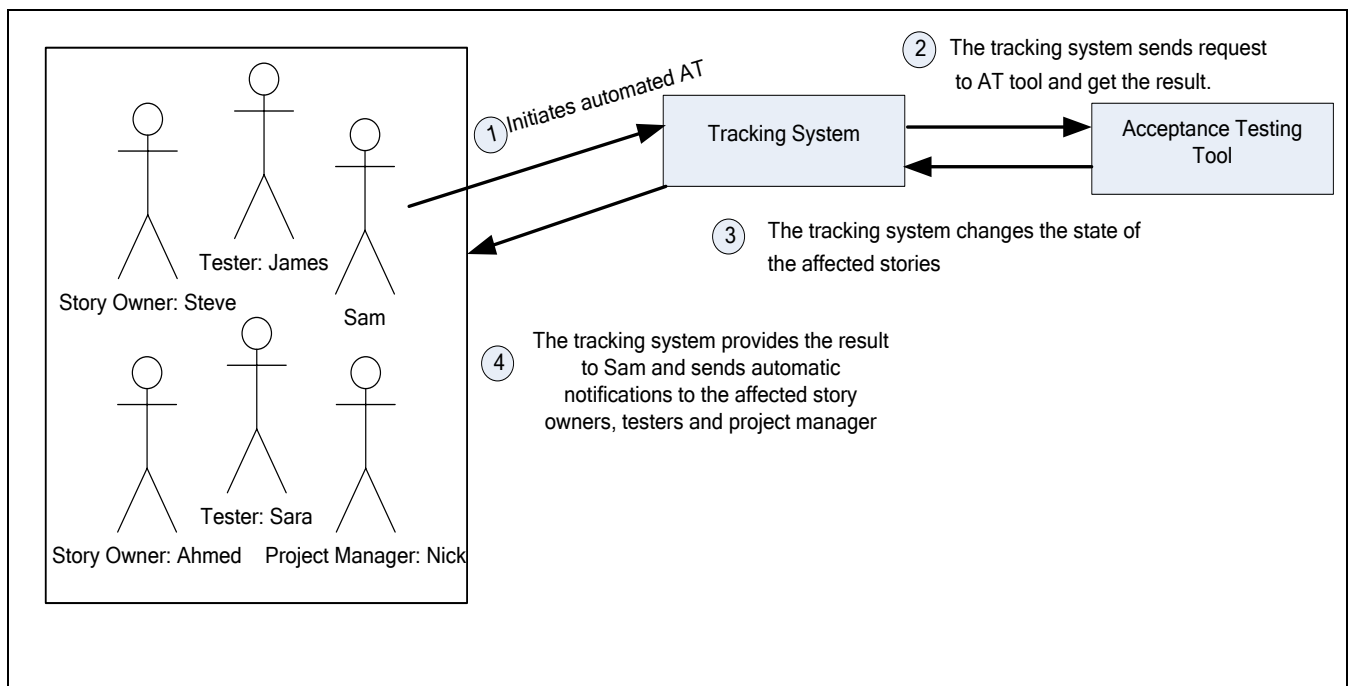 2 The tracking system sends request
to AT tool and get the result.
1 Initiates automated AT
Tracking System
Acceptance Testing
Tool
3 The tracking system changes the state of
the affected stories
Tester: James
Story Owner: Steve
Sam
4 The tracking system provides the result
to Sam and sends automatic
notifications to the affected story
owners, testers and project manager
Tester: Sara
Story Owner: Ahmed
Project Manager: Nick